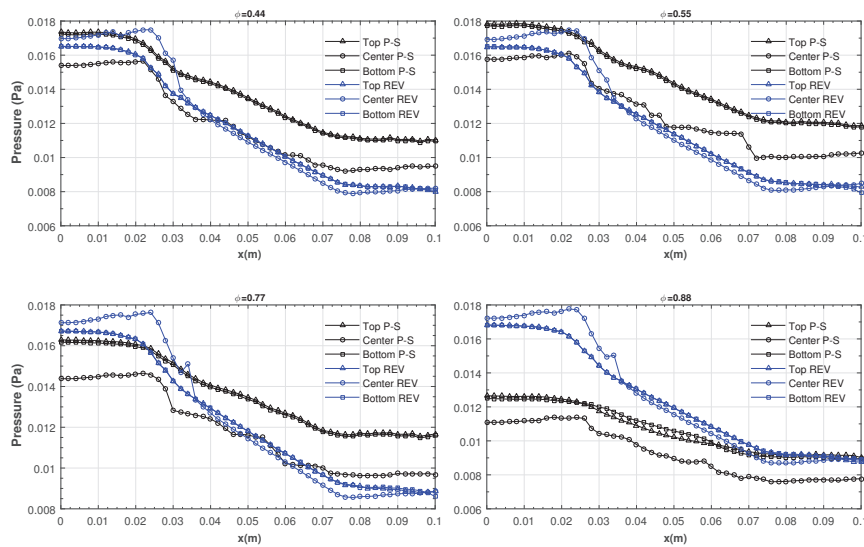 ϕ=0.44
0.018
0.016
0.014
0.012
0.01
0.008
0.006
Pressure (Pa)
Top P-S
Center P-S
Bottom P-S
Top REV
Center REV
Bottom REV
0 0.01 0.02 0.03 0.04 0.05 0.06 0.07 0.08 0.09 0.1
x(m)
ϕ=0.55
0.018
0.016
0.014
0.012
0.01
0.008
0.006
Top P-S
Center P-S
Bottom P-S
Top REV
Center REV
Bottom REV
0 0.01 0.02 0.03 0.04 0.05 0.06 0.07 0.08 0.09 0.1
x(m)
ϕ=0.77
0.018
0.016
0.014
0.012
0.01
0.008
Pressure (Pa)
Top P-S
Center P-S
Bottom P-S
Top REV
Center REV
Bottom REV
0 0.01 0.02 0.03 0.04 0.05 0.06 0.07 0.08 0.09 0.1
x(m)
ϕ=0.88
0.018
0.016
0.014
0.012
0.01
0.008
0.006
Top P-S
Center P-S
Bottom P-S
Top REV
Center REV
Bottom REV
0 0.01 0.02 0.03 0.04 0.05 0.06 0.07 0.08 0.09 0.1
x(m)